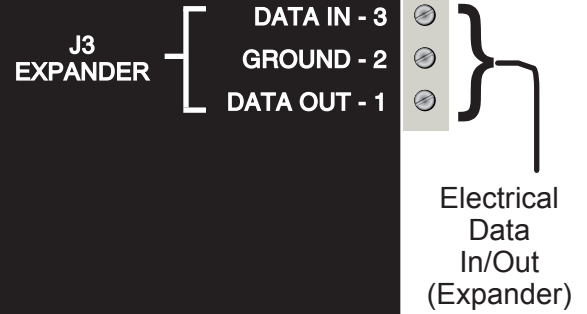 J3
EXPANDER
DATA IN - 3
GROUND - 2
DATA OUT - 1
Electrical
Data
In/Out
(Expander)